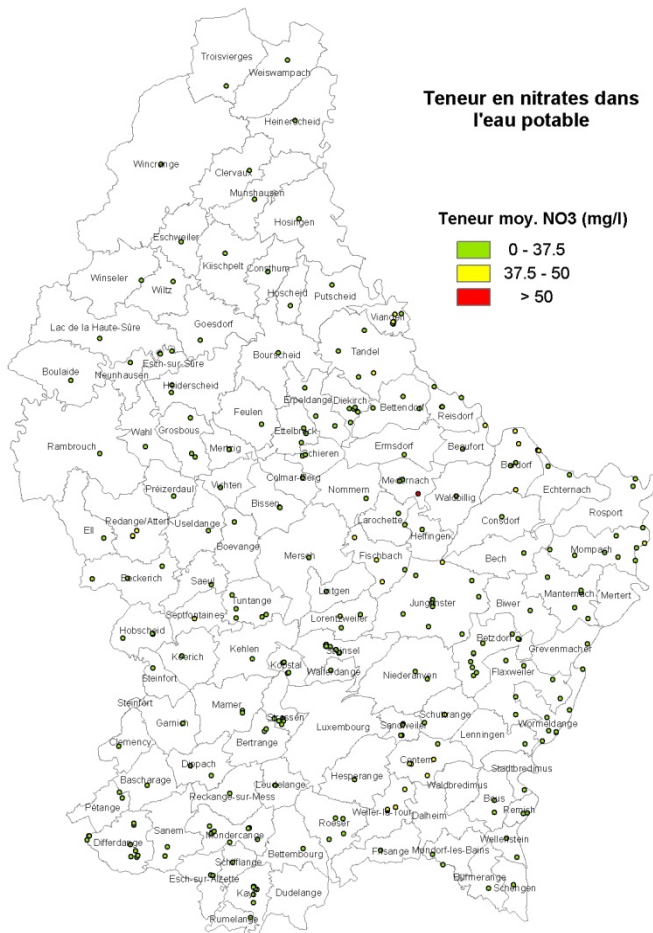 Troisvierges
Weiswampach
Teneur en nitrates dans
l'eau potable
Heinerscheid
Wincrange
Clervaux
Munshausen
Teneur moy. NO3 (mg/l)
Hosingen
0 - 37.5
Eschweiler
37.5 - 50
Kiischpelt
Consthum
> 50
Winseler
Wiltz
Hoscheid
Putscheid
Vianden
Goesdorf
Lac de la Haute-Sûre
Bourscheid
Tandel
Esch-sur-Sûre
Neunhausen
Boulaide
Heiderscheid
Erpeldange
Diekirch
Bettendorf
Reisdorf
Feulen
Grosbous
Wahl
Ettelbruck
Rambrouch
Mertzig
Schieren
Ermsdorf
Beaufort
Berdorf
Echternach
Colmar-Berg
Medernach
Vichten
Préizerdaul
Nommern
Waldbillig
Rosport
Bissen
Larochette
Consdorf
Ell
Redange/Attert
Useldange
Heffingen
Boevange
Mersch
Fischbach
Bech
Mompach
Beckerich
Saeul
Lintgen
Manternach
Mertert
Tuntange
Junglinster
Biwer
Septfontaines
Lorentzweiler
Hobscheid
Betzdorf
Grevenmacher
Koerich
Kehlen
Kopstal
Steinsel
Walferdange
Niederanven
Flaxweiler
Steinfort
Steinfort
Mamer
Schuttrange
Garnich
Strassen
Luxembourg
Sandweiler
Wormeldange
Lenningen
Clemency
Bertrange
Contern
Dippach
Stadtbredimus
Hesperange
Bascharage
Leudelange
Waldbredimus
Reckange-sur-Mess
Pétange
Weiler-la-Tour
Dalheim
Bous
Remich
Roeser
Sanem
Mondercange
Differdange
Wellenstein
Bettembourg
Frisange
Mondorf-les-Bains
Schifflange
Esch-sur-Alzette
Burmerange
Schengen
Kayl
Dudelange
Rumelange